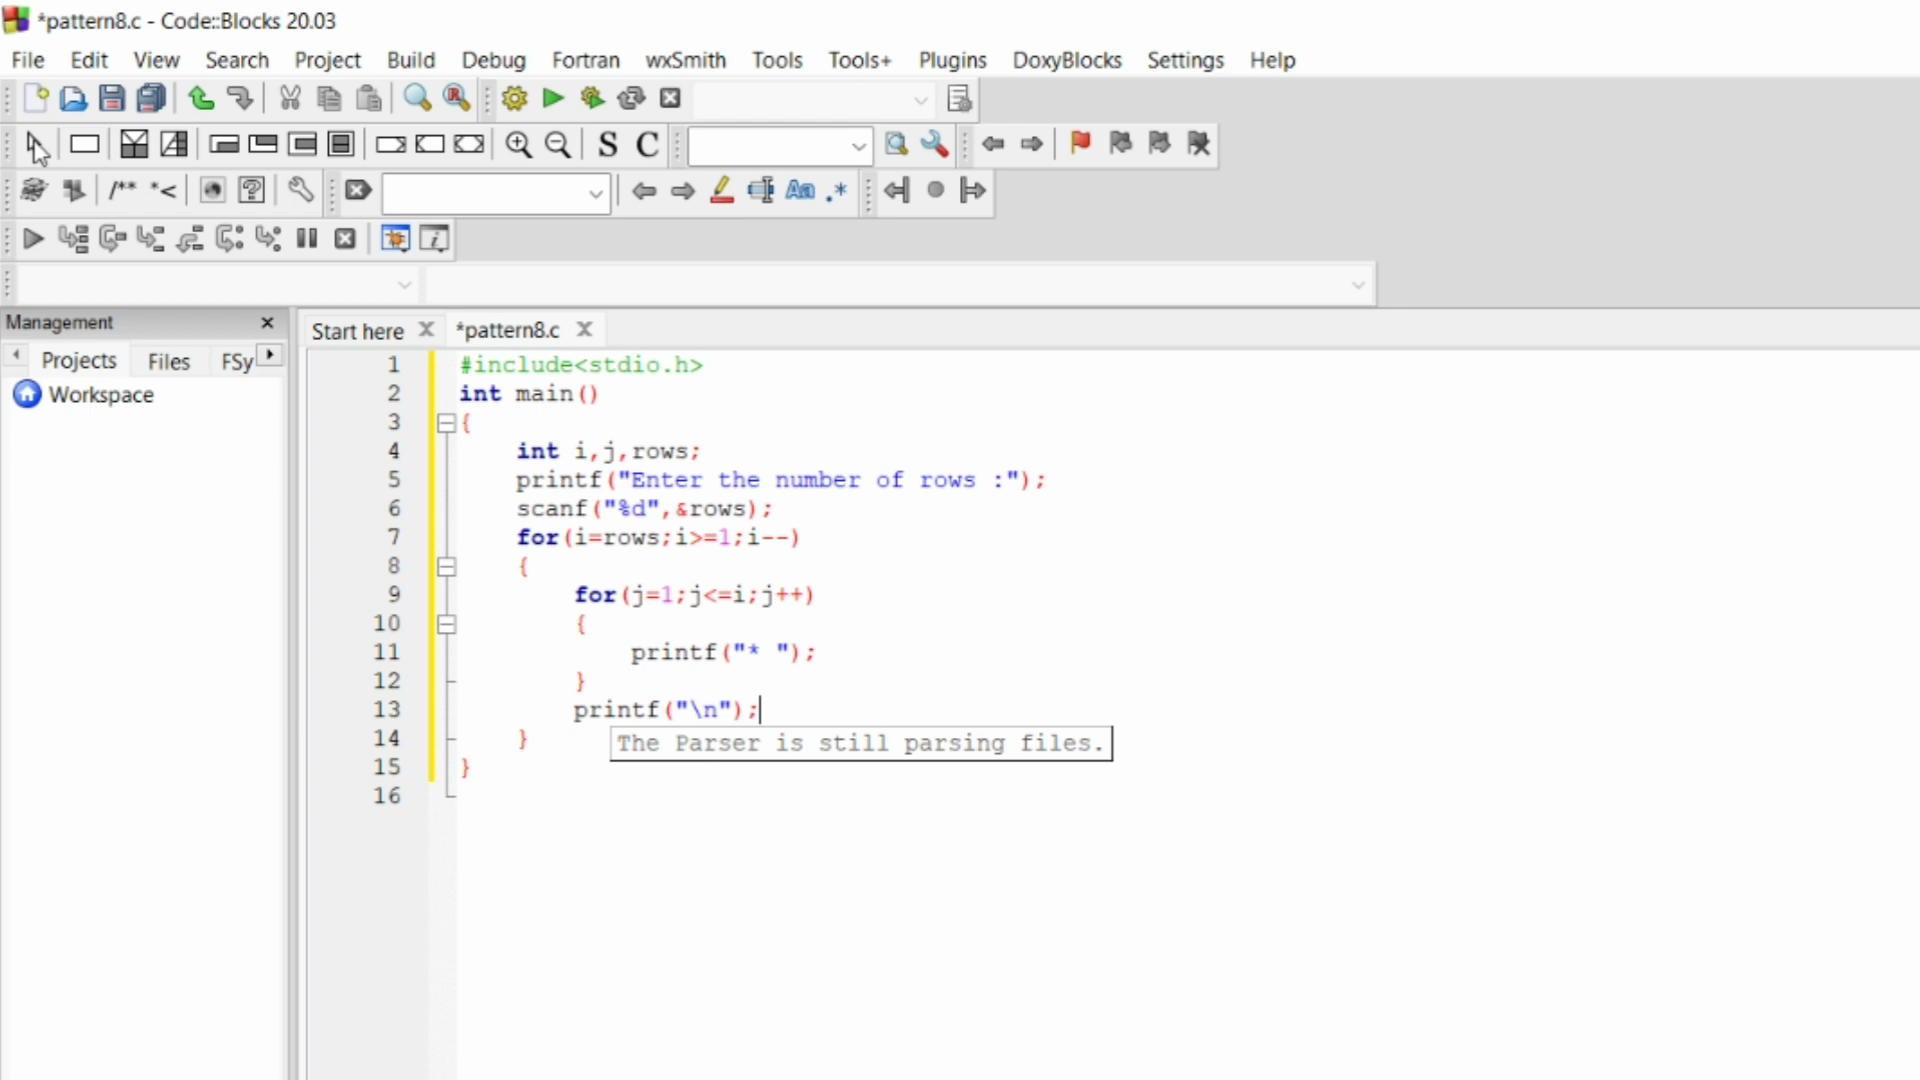 *pattern8.c - Code::Blocks 20.03
File Edit View Search Project Build Debug Fortran wxSmith Tools Tools+ Plugins DoxyBlocks Settings Help
S C
/** *<
Aa .*
Management
Start here *pattern8.c
Projects Files FSy
Workspace
1 #include<stdio.h>
2 int main()
3 {
4 int i,j,rows;
5 printf("Enter the number of rows :");
6 scanf("%d",&rows);
7 for(i=rows;i>=1;i--)
8 {
9 for(j=1;j<=i;j++)
10 {
11 printf("* ");
12 }
13 printf("\n");
14 }
The Parser is still parsing files.
15 }
16